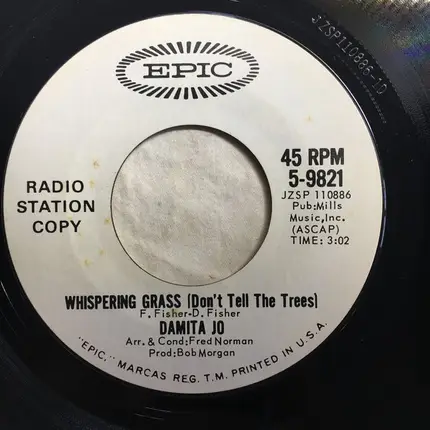 JZSP110886-1D
EPIC
RADIO
STATION
COPY
45 RPM
5-9821
JZSP 110886
Pub:Mills
Music,Inc.
(ASCAP)
TIME: 3:02
WHISPERING GRASS (Don't Tell The Trees)
F. Fisher-D. Fisher
DAMITA JO
Arr. & Cond:Fred Norman
Prod:Bob Morgan
"EPIC," MARCAS REG. T.M. PRINTED IN U.S.A.